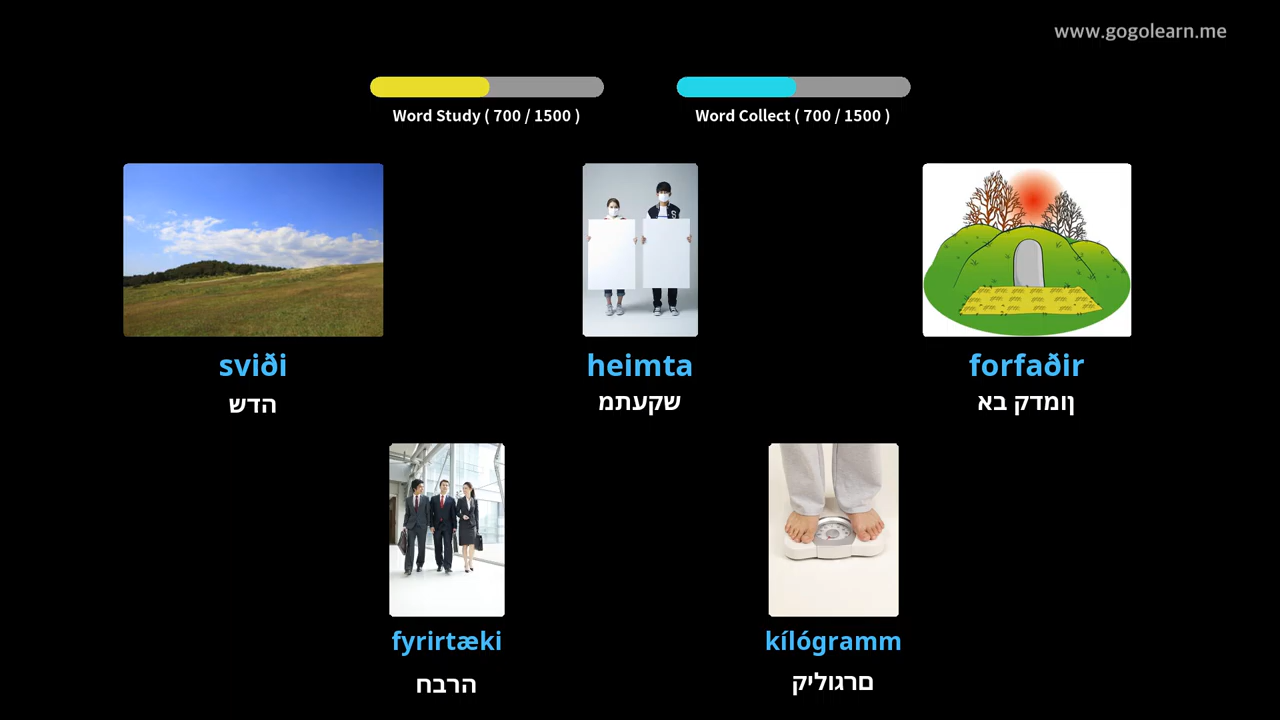 www.gogolearn.me
Word Study ( 700 / 1500 )
Word Collect ( 700 / 1500 )
sviði
הדש
heimta
שקעתמ
forfaðir
ןומדק בא
fyrirtæki
הרבח
kílógramm
םרגוליק